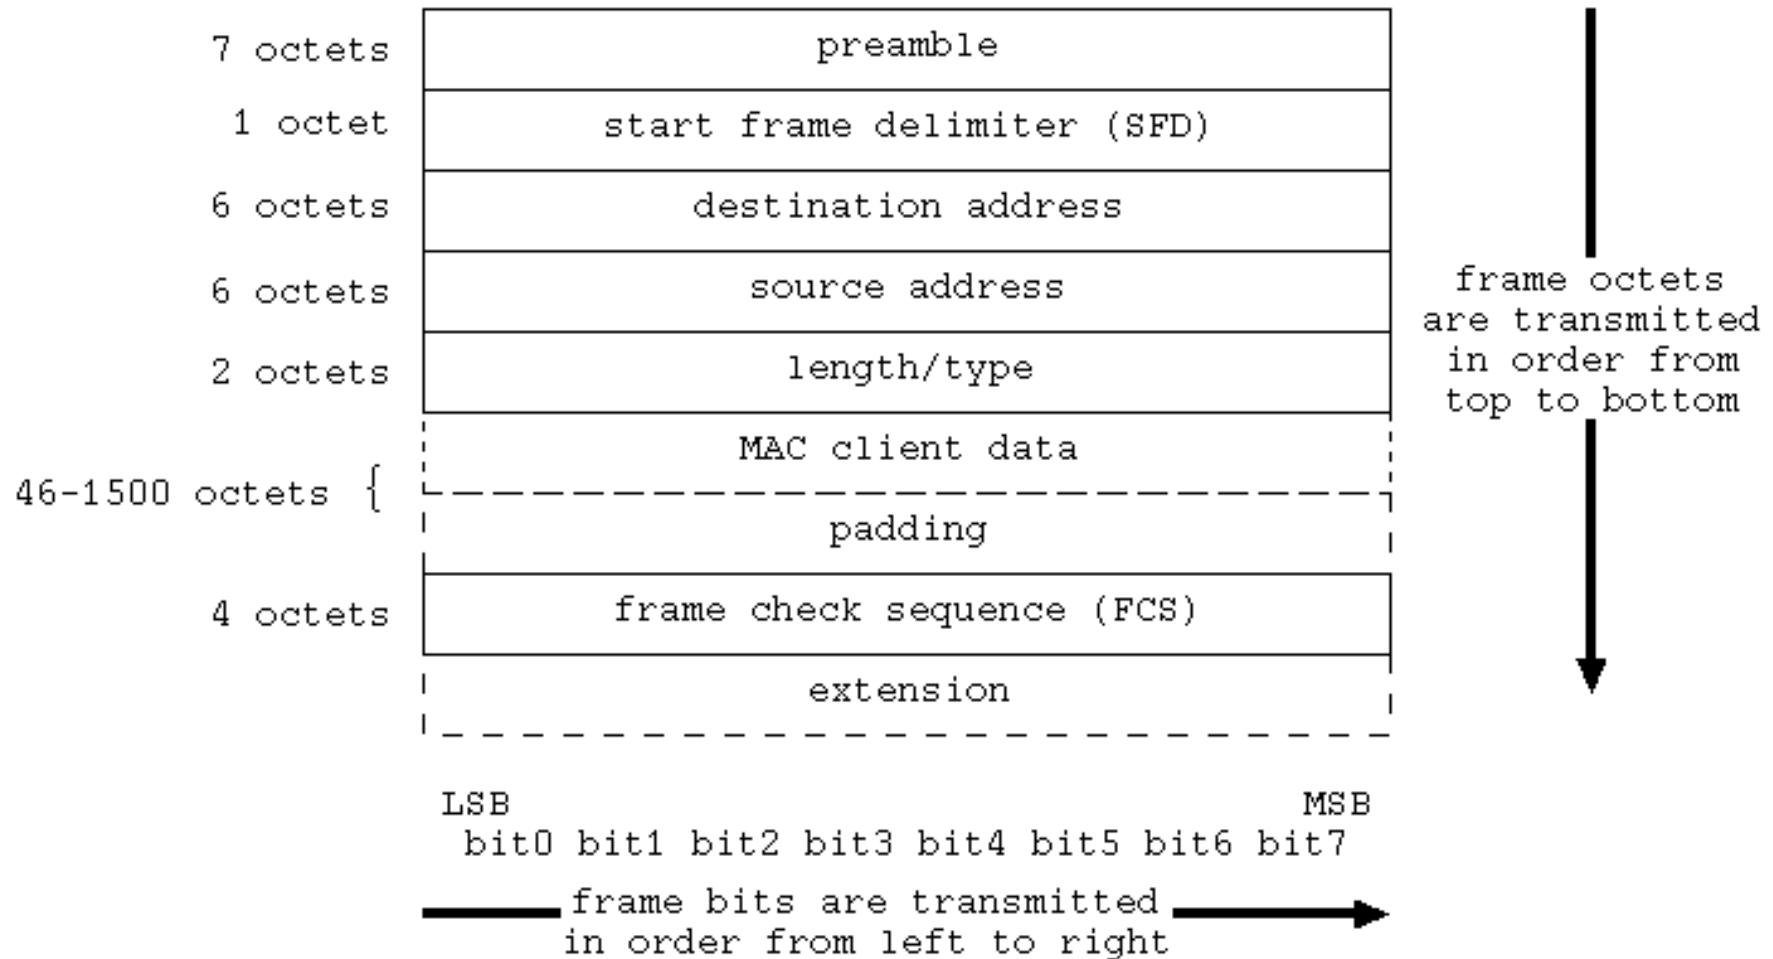 7 octets preamble
1 octet start frame delimiter (SFD)
6 octets destination address
6 octets source address
2 octets length/type
MAC client data
46-1500 octets {
padding
4 octets frame check sequence (FCS)
extension
frame octets
are transmitted
in order from
top to bottom
LSB MSB
bit0 bit1 bit2 bit3 bit4 bit5 bit6 bit7
frame bits are transmitted
in order from left to right